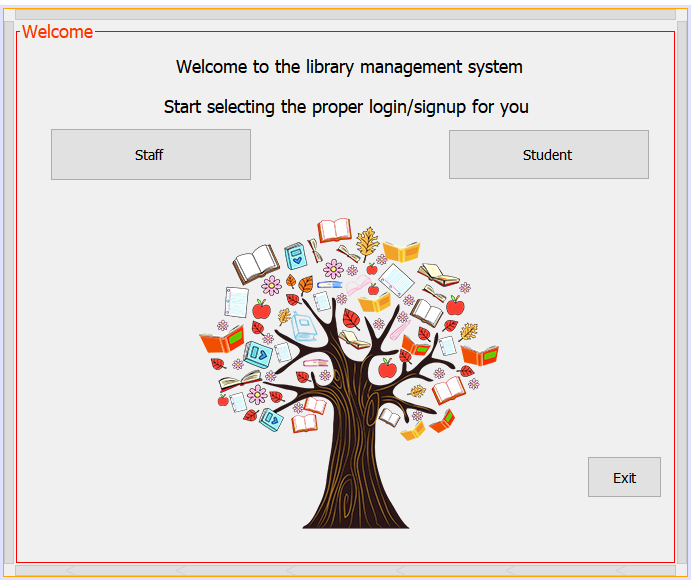 Welcome
Welcome to the library management system
Start selecting the proper login/signup for you
Staff
Student
Exit